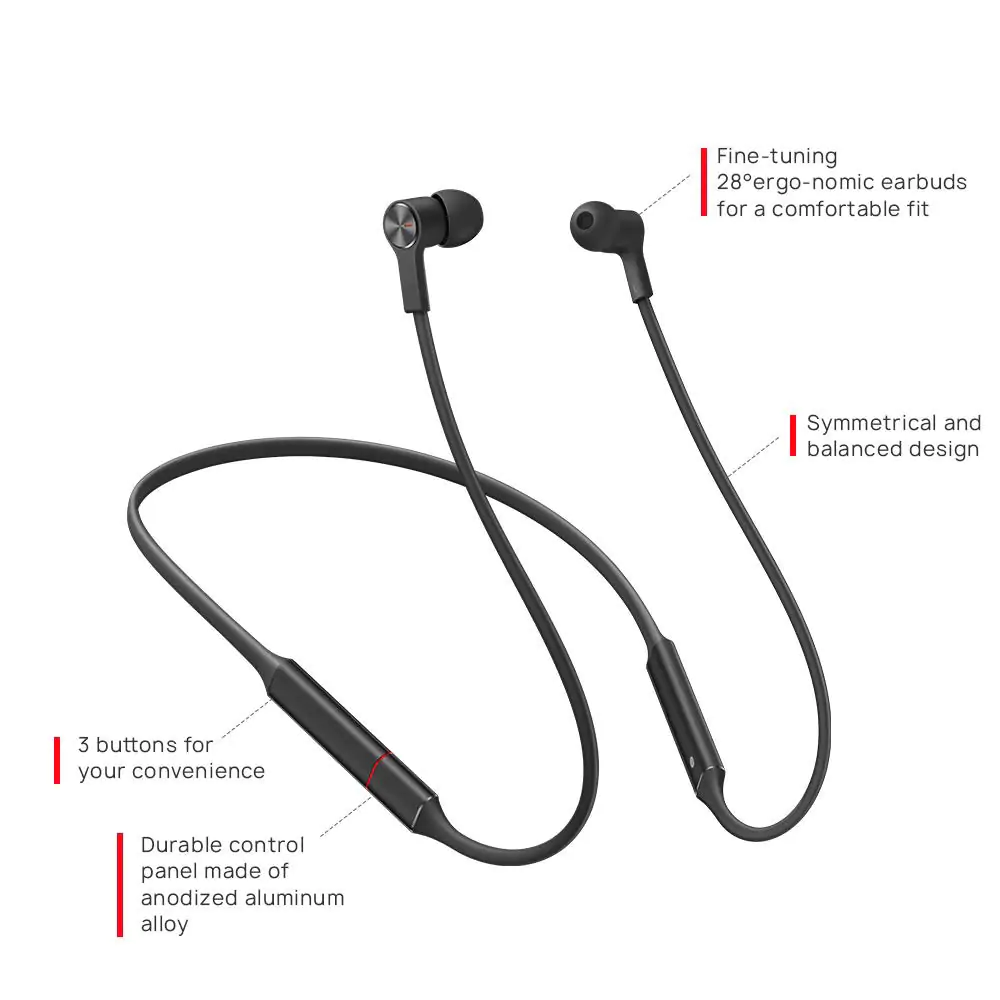 Fine-tuning
28°ergo-nomic earbuds
for a comfortable fit
Symmetrical and
balanced design
3 buttons for
your convenience
Durable control
panel made of
anodized aluminum
alloy